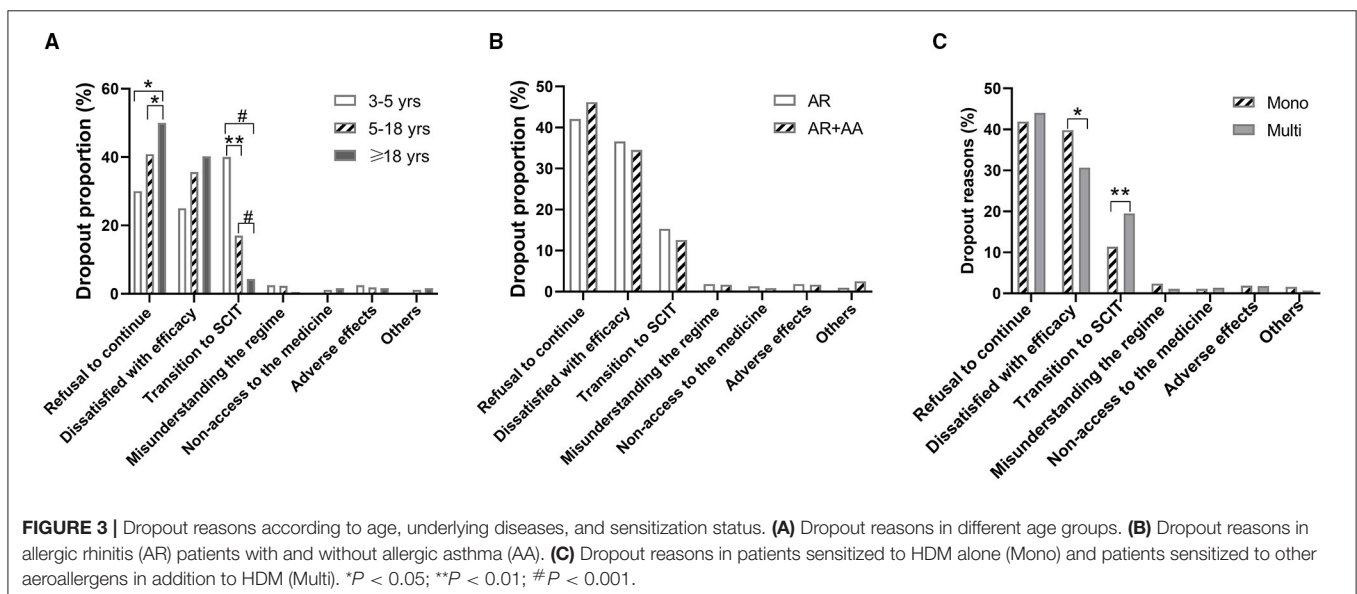 A
Dropout proportion (%)
60
40
20
0
* 
*
**
#
#
3-5 yrs
5-18 yrs
≥18 yrs
Refusal to continue
Dissatisfied with efficacy
Transition to SCIT
Misunderstanding the regime
Non-access to the medicine
Adverse effects
Others
B
Dropout proportion (%)
50
40
30
20
10
0
AR
AR+AA
Refusal to continue
Dissatisfied with efficacy
Transition to SCIT
Misunderstanding the regime
Non-access to the medicine
Adverse effects
Others
C
Dropout reasons (%)
50
40
30
20
10
0
*
**
Mono
Multi
Refusal to continue
Dissatisfied with efficacy
Transition to SCIT
Misunderstanding the regime
Non-access to the medicine
Adverse effects
Others
FIGURE 3 | Dropout reasons according to age, underlying diseases, and sensitization status. (A) Dropout reasons in different age groups. (B) Dropout reasons in
allergic rhinitis (AR) patients with and without allergic asthma (AA). (C) Dropout reasons in patients sensitized to HDM alone (Mono) and patients sensitized to other
aeroallergens in addition to HDM (Multi). *P < 0.05; **P < 0.01; #P < 0.001.